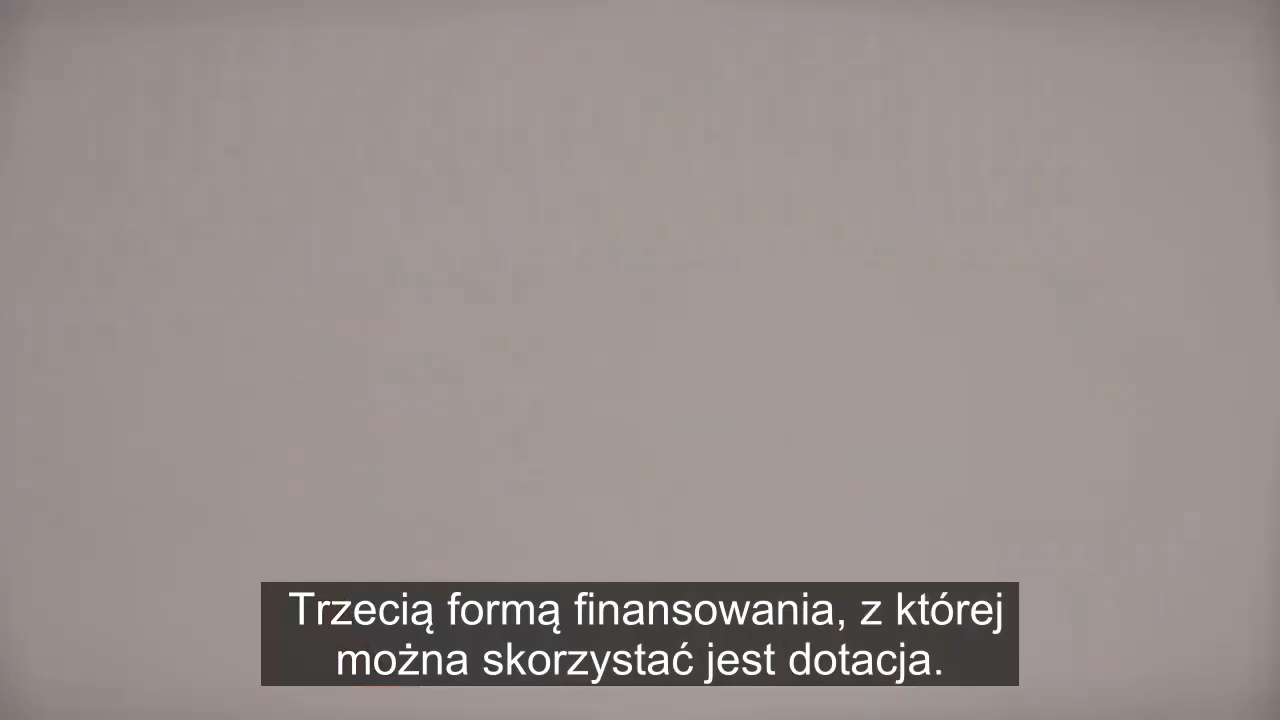 Trzecią formą finansowania, z której
można skorzystać jest dotacja.